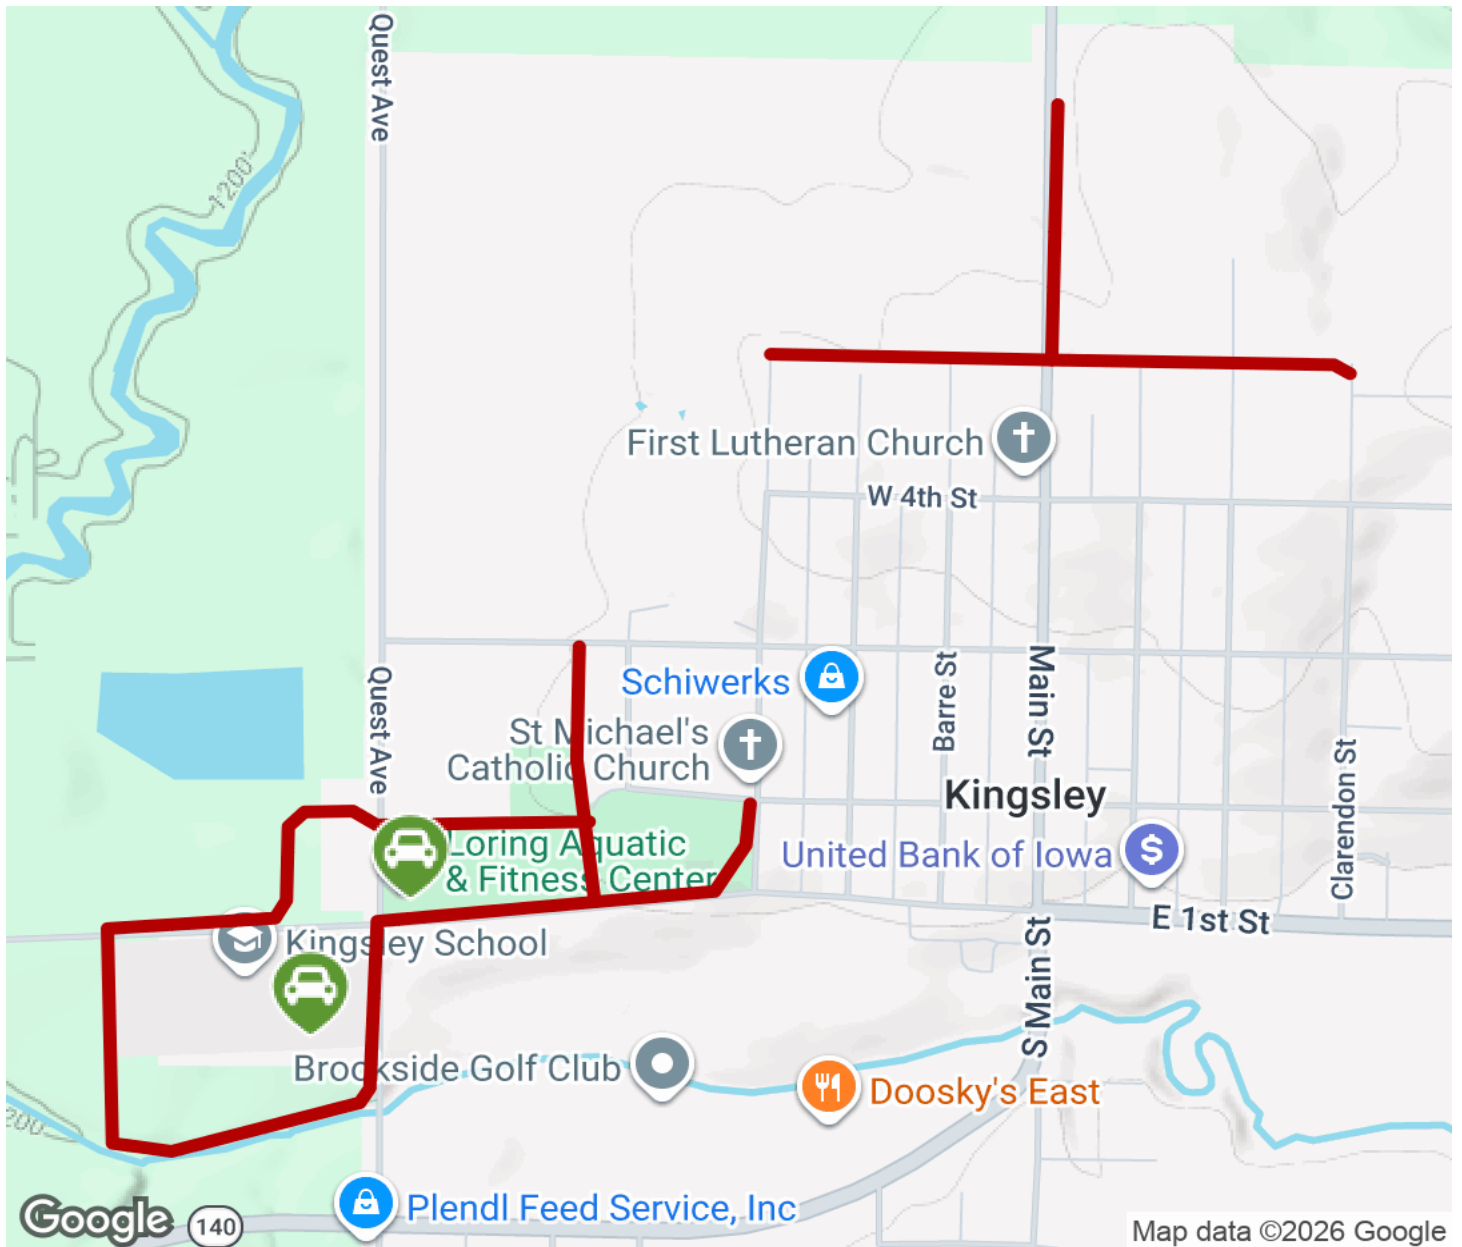 Quest Ave
1200'
First Lutheran Church
W 4th St
Schiwerks
Quest Ave
St Michael's
Catholic Church
Barre St
Main St
Kingsley
Clarendon St
Loring Aquatic
& Fitness Center
United Bank of Iowa
E 1st St
Kingsley School
S Main St
Brookside Golf Club
Doosky's East
200
Plendl Feed Service, Inc
Google
140
Map data ©2026 Google